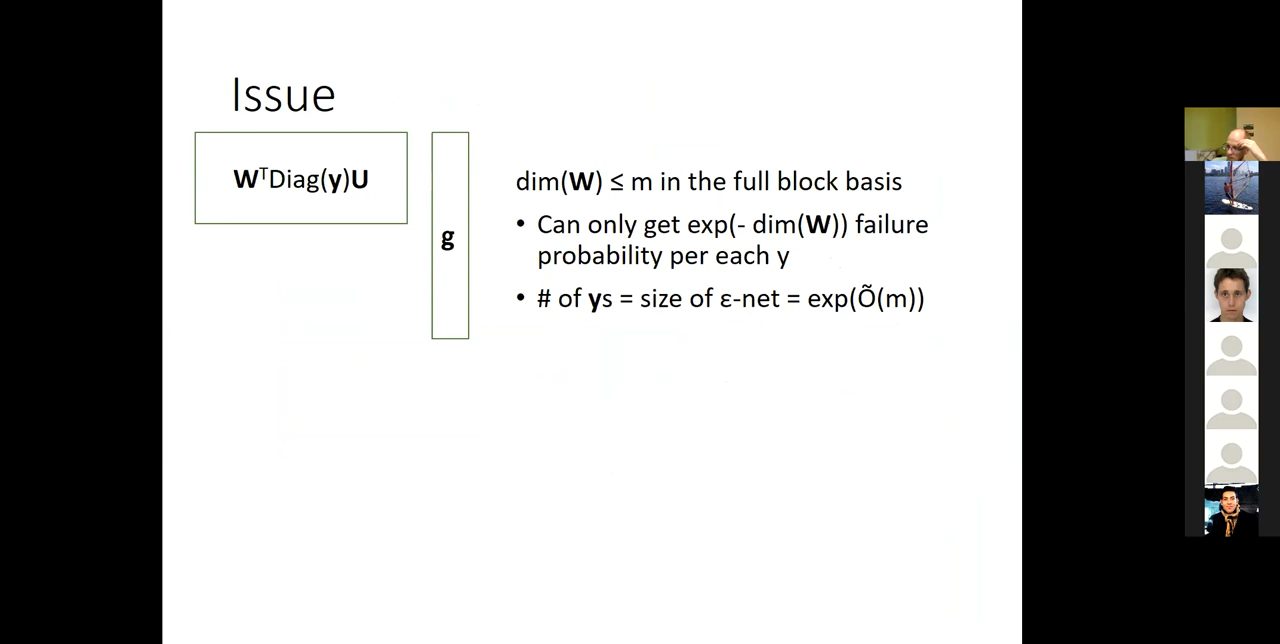 Issue
WᵀDiag(y)U
g
dim(W) ≤ m in the full block basis
• Can only get exp(- dim(W)) failure
probability per each y
• # of ys = size of ε-net = exp(Õ(m))